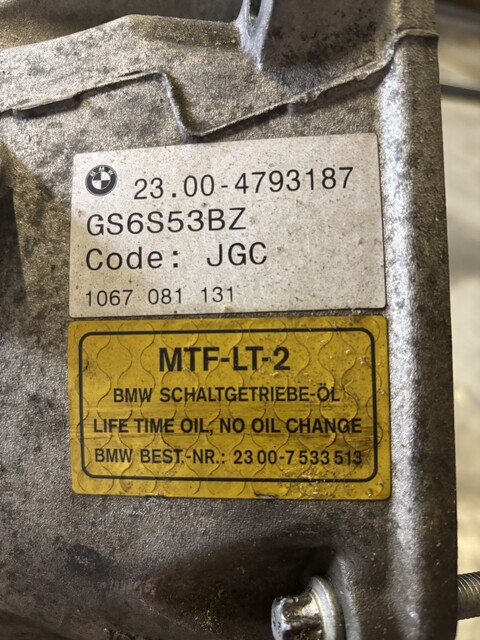 23.00-4793187
GS6S53BZ
Code: JGC
1067 081 131
MTF-LT-2
BMW SCHALTGETRIEBE-ÖL
LIFE TIME OIL, NO OIL CHANGE
BMW BEST.-NR.: 23 00-7 533 513